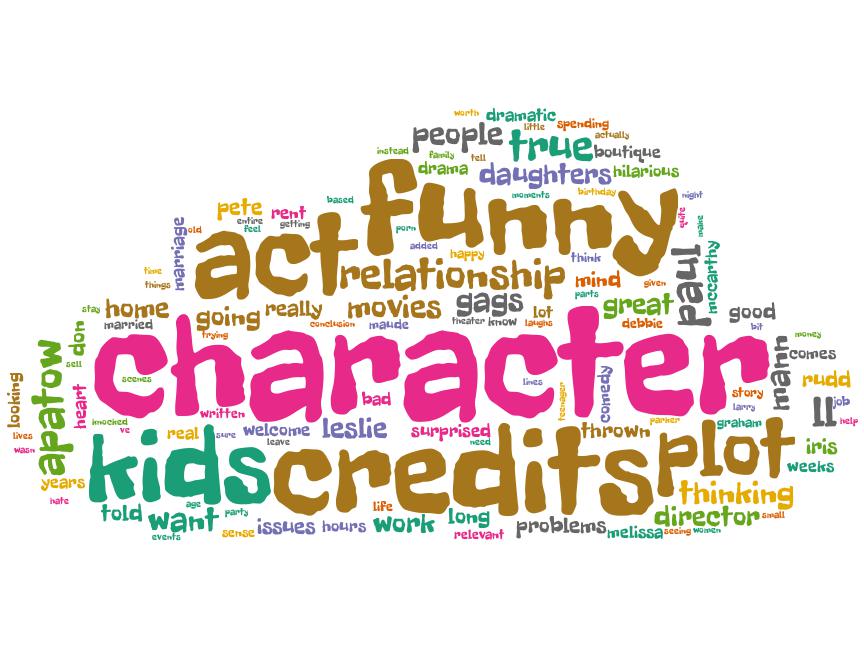 worth dramatic
people little spending
true actually
boutique
instead family tell
drama daughters hilarious
funny
moments birthday night
based
pete rent
entire
feel getting
porn
quite
make
marriage old
act added
happy
think
paul
mccarthy
time
things
relationship mind given
parts
stay home going really movies gags lot great good
married conclusion maude theater know laughs debbie bit
trying
don
sell
money
character
mann comes
looking
apatow
heart
scenes
lines
teenager
comedy
story rudd
written bad
larry ll job
knocked
ve
help
lives
wasn
real sure welcome leslie surprised thrown parker graham
leave need
iris
kids credits plot
weeks
years
hate
age
life
thinking
told want party
events
sense issues hours work long
relevant
problems melissa director small
seeing women